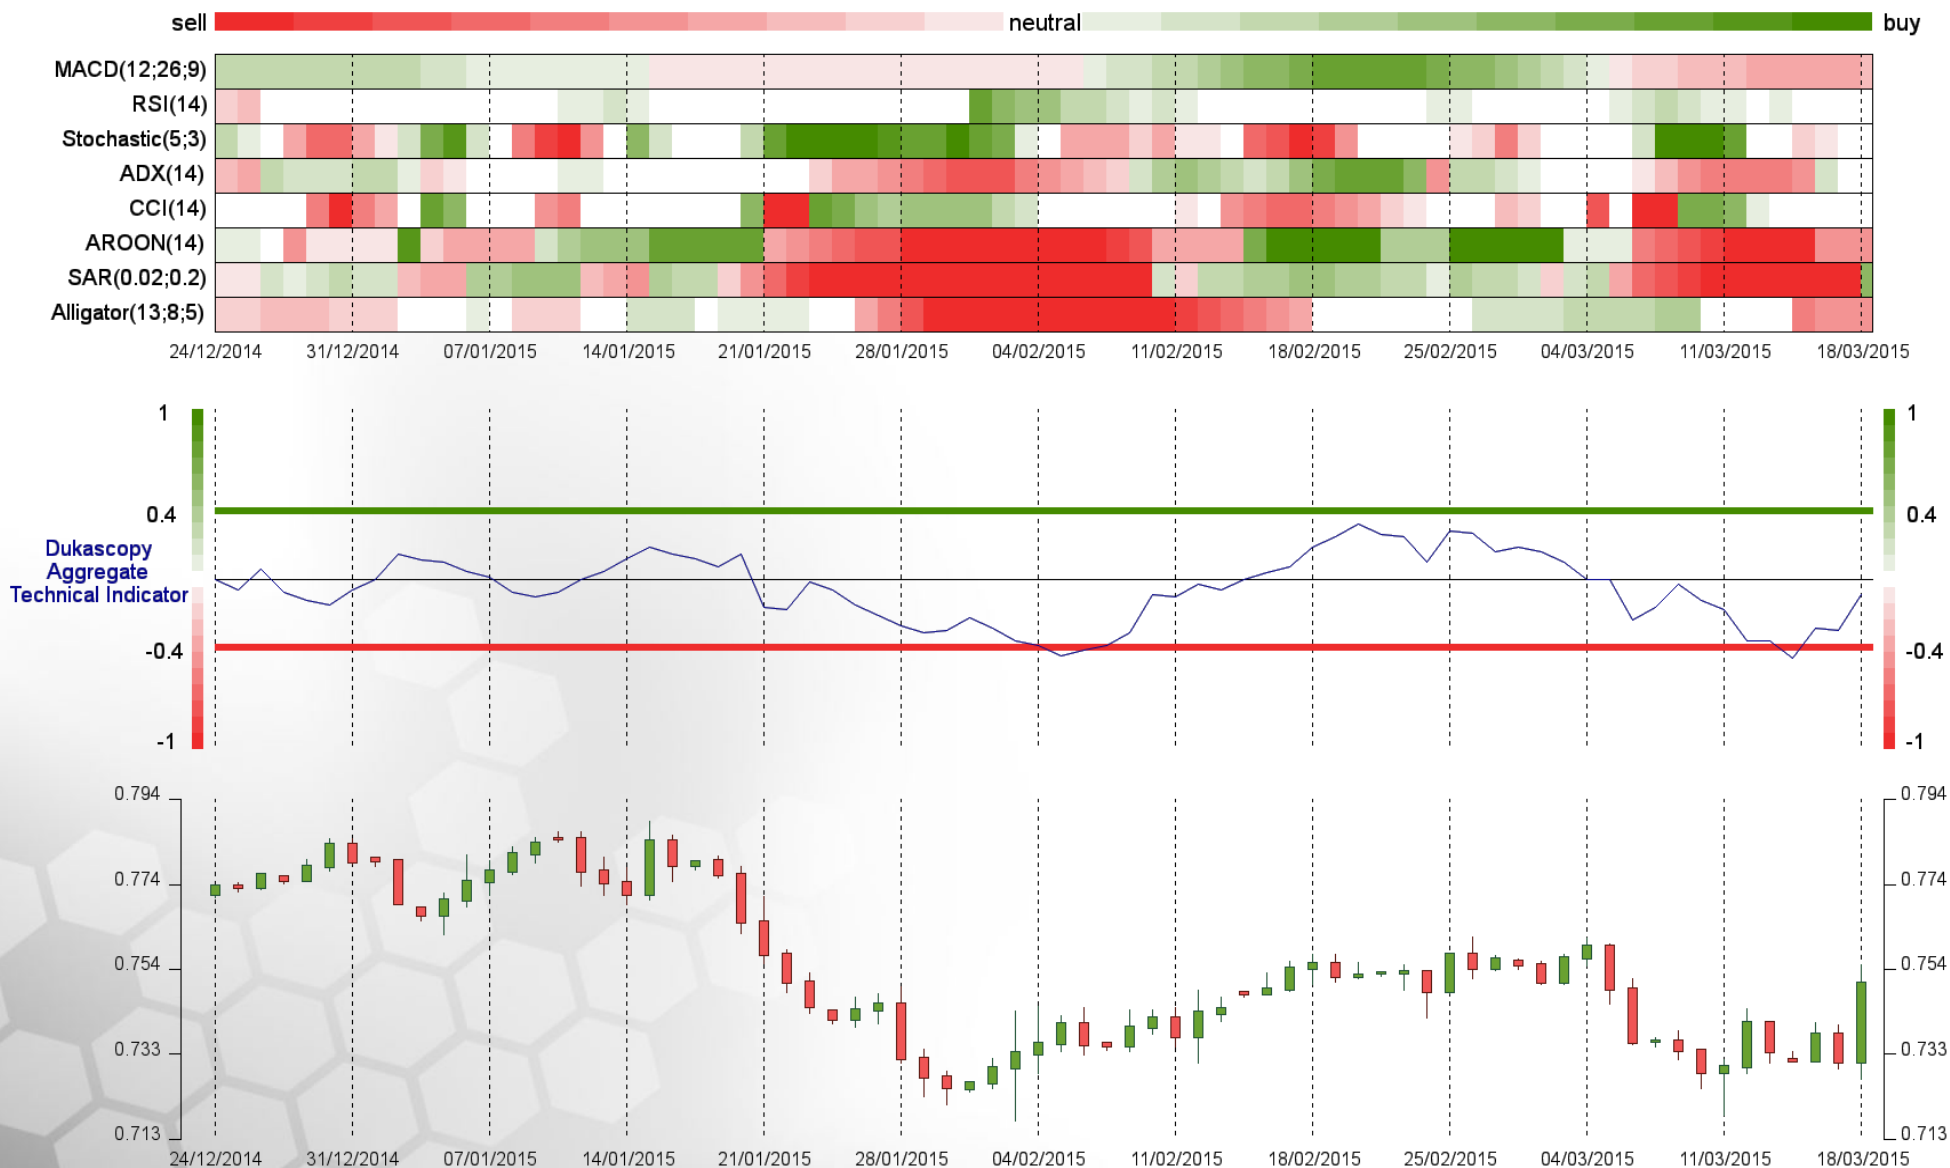 sell neutral buy
MACD(12;26;9)
RSI(14)
Stochastic(5;3)
ADX(14)
CCI(14)
AROON(14)
SAR(0.02;0.2)
Alligator(13;8;5)
24/12/2014 31/12/2014 07/01/2015 14/01/2015 21/01/2015 28/01/2015 04/02/2015 11/02/2015 18/02/2015 25/02/2015 04/03/2015 11/03/2015 18/03/2015
1 1
0.4 0.4
Dukascopy
Aggregate
Technical Indicator
-0.4 -0.4
-1 -1
0.794 0.794
0.774 0.774
0.754 0.754
0.733 0.733
0.713 0.713
24/12/2014 31/12/2014 07/01/2015 14/01/2015 21/01/2015 28/01/2015 04/02/2015 11/02/2015 18/02/2015 25/02/2015 04/03/2015 11/03/2015 18/03/2015